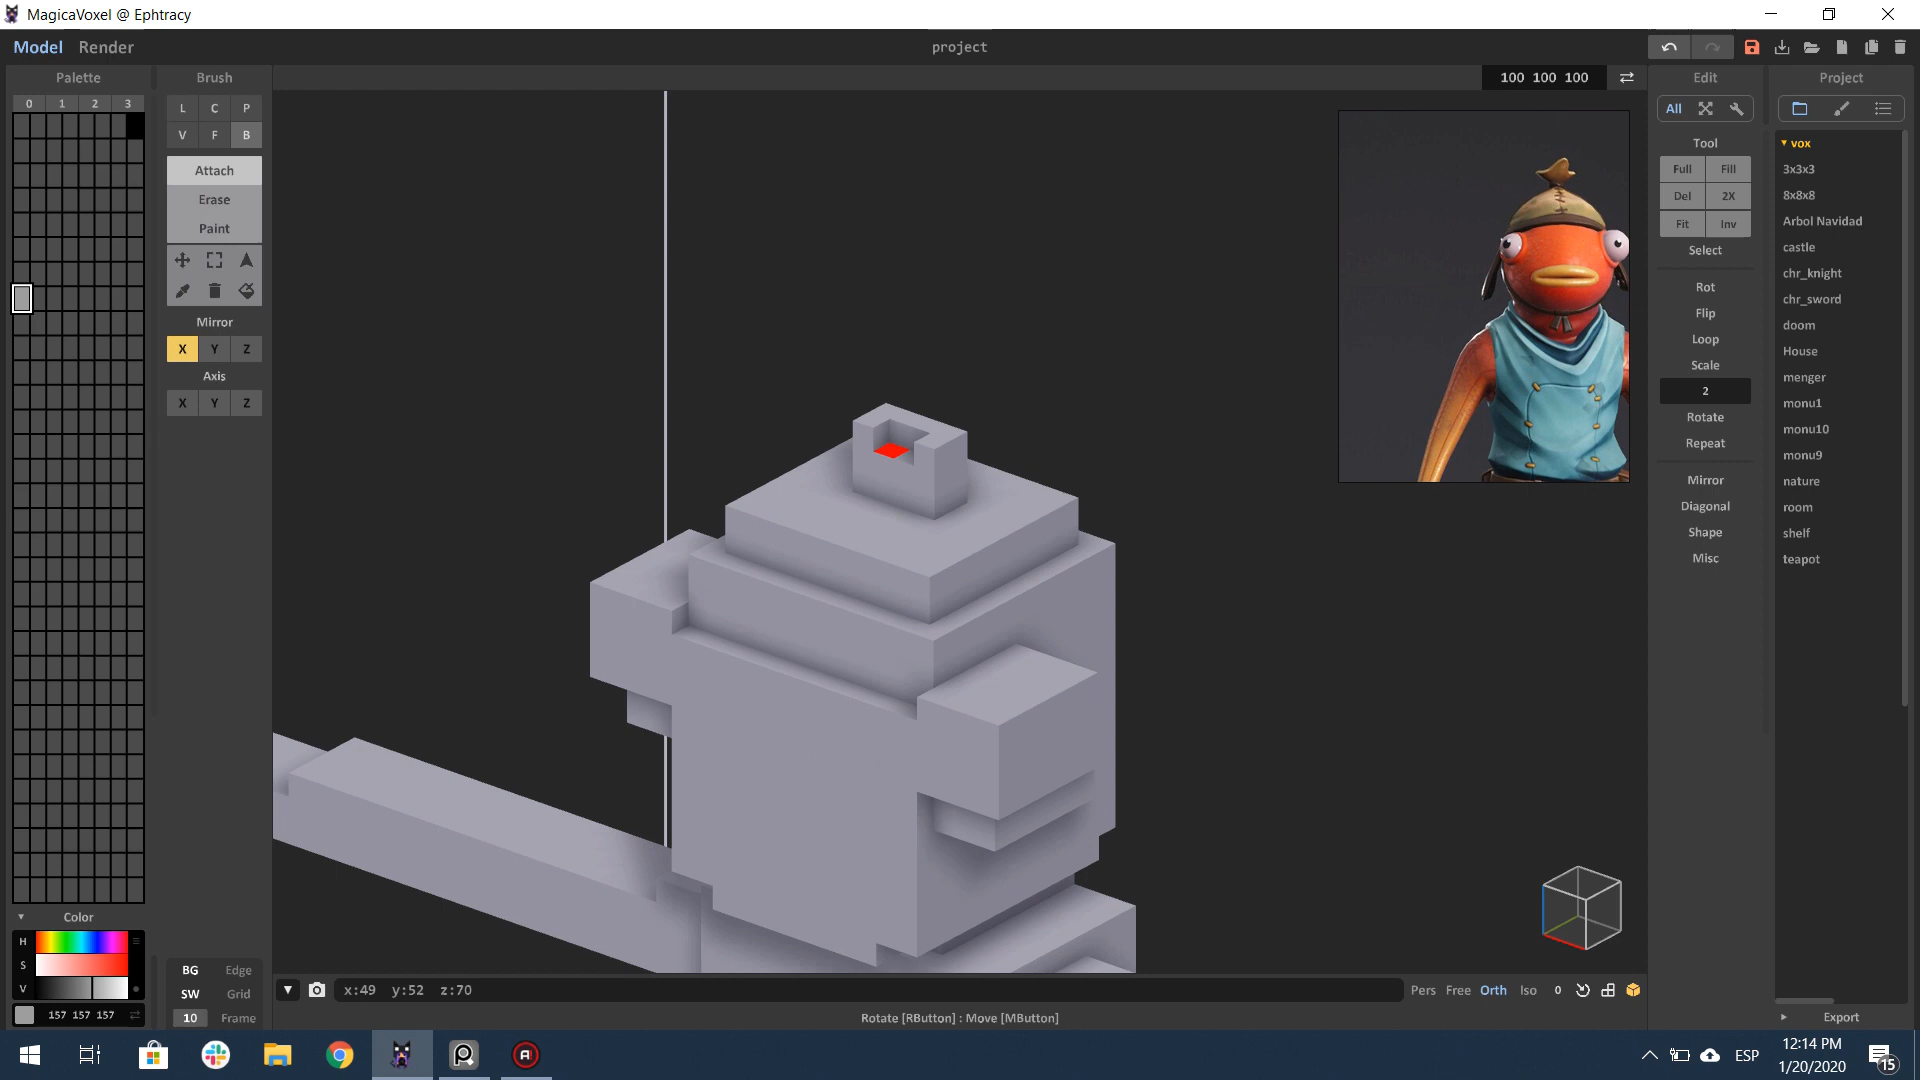 MagicaVoxel @ Ephtracy
Model Render
project
Palette
Brush
100 100 100
Edit
Project
0 1 2 3
L C P
V F B
All
Attach
Erase
Paint
Mirror
X Y Z
Axis
X Y Z
Tool
Full Fill
Del 2X
Fit Inv
Select
Rot
Flip
Loop
Scale
2
Rotate
Repeat
Mirror
Diagonal
Shape
Misc
vox
3x3x3
8x8x8
Arbol Navidad
castle
chr_knight
chr_sword
doom
House
menger
monu1
monu10
monu9
nature
room
shelf
teapot
Color
H
S
V
157 157 157
BG Edge
SW Grid
10 Frame
x:49 y:52 z:70
Pers Free Orth Iso 0
Rotate [RButton] : Move [MButton]
Export
ESP
12:14 PM
1/20/2020
15